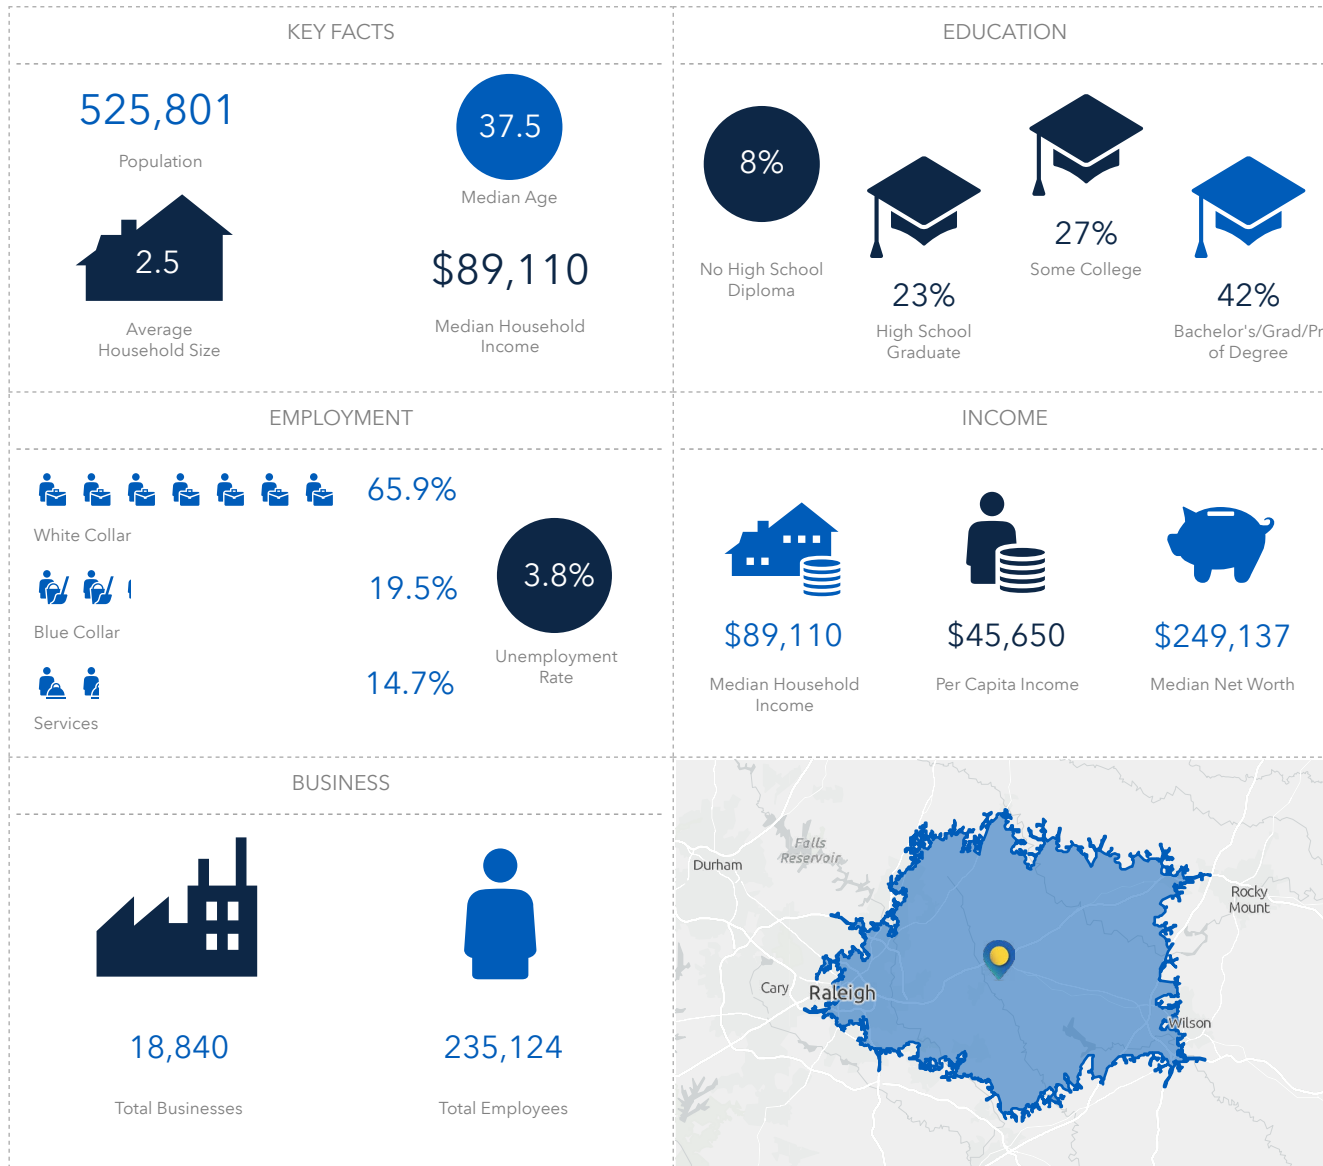 KEY FACTS
525,801
Population
37.5
Median Age
2.5
Average
Household Size
$89,110
Median Household
Income
EDUCATION
8%
No High School
Diploma
23%
High School
Graduate
27%
Some College
42%
Bachelor's/Grad/Pr
of Degree
EMPLOYMENT
65.9%
White Collar
19.5%
Blue Collar
14.7%
Services
3.8%
Unemployment
Rate
INCOME
$89,110
Median Household
Income
$45,650
Per Capita Income
$249,137
Median Net Worth
BUSINESS
18,840
Total Businesses
235,124
Total Employees
Falls
Reservoir
Durham
Rocky
Mount
Cary
Raleigh
Wilson